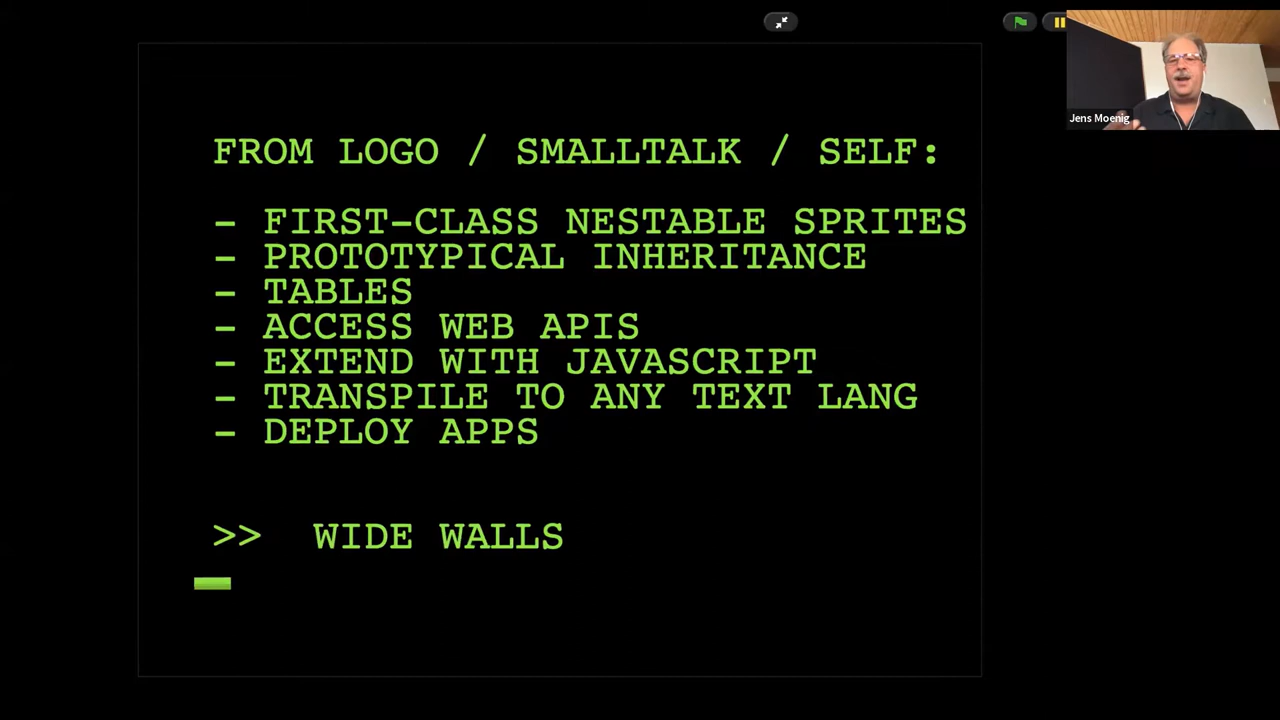 FROM LOGO / SMALLTALK / SELF:
- FIRST-CLASS NESTABLE SPRITES
- PROTOTYPICAL INHERITANCE
- TABLES
- ACCESS WEB APIS
- EXTEND WITH JAVASCRIPT
- TRANSPILE TO ANY TEXT LANG
- DEPLOY APPS
>> WIDE WALLS
Jens Moenig